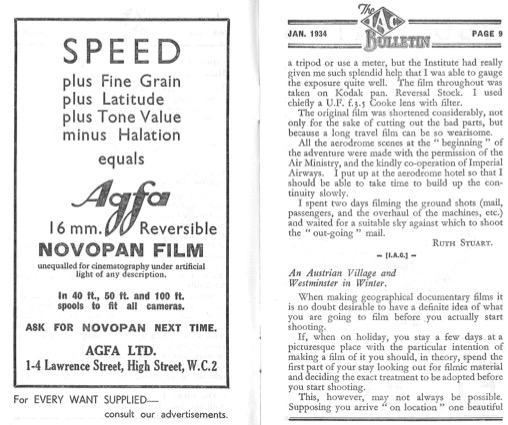 SPEED
plus Fine Grain
plus Latitude
plus Tone Value
minus Halation
equals
Agfa
16 mm. Reversible
NOVOPAN FILM
unequalled for cinematography under artificial
light of any description.
In 40 ft., 50 ft. and 100 ft.
spools to fit all cameras.
ASK FOR NOVOPAN NEXT TIME.
AGFA LTD.
1-4 Lawrence Street, High Street, W.C.2
For EVERY WANT SUPPLIED—
consult our advertisements.
The
IAC
BULLETIN
JAN. 1934
PAGE 9
a tripod or use a meter, but the Institute had really
given me such splendid help that I was able to gauge
the exposure quite well. The film throughout was
taken on Kodak pan. Reversal Stock. I used
chiefly a U.F. f.3.5 Cooke lens with filter.
The original film was shortened considerably, not
only for the sake of cutting out the bad parts, but
because a long travel film can be so wearisome.
All the aerodrome scenes at the " beginning " of
the adventure were made with the permission of the
Air Ministry, and the kindly co-operation of Imperial
Airways. I put up at the aerodrome hotel so that I
should be able to take time to build up the con-
tinuity slowly.
I spent two days filming the ground shots (mail,
passengers, and the overhaul of the machines, etc.)
and waited for a suitable sky against which to shoot
the " out-going " mail.
RUTH STUART.
— [I.A.C.] —
An Austrian Village and
Westminster in Winter.
When making geographical documentary films it
is no doubt desirable to have a definite idea of what
you are going to film before you actually start
shooting.
If, when on holiday, you stay a few days at a
picturesque place with the particular intention of
making a film of it you should, in theory, spend the
first part of your stay looking out for filmic material
and deciding the exact treatment to be adopted before
you start shooting.
This, however, may not always be possible.
Supposing you arrive " on location " one beautiful